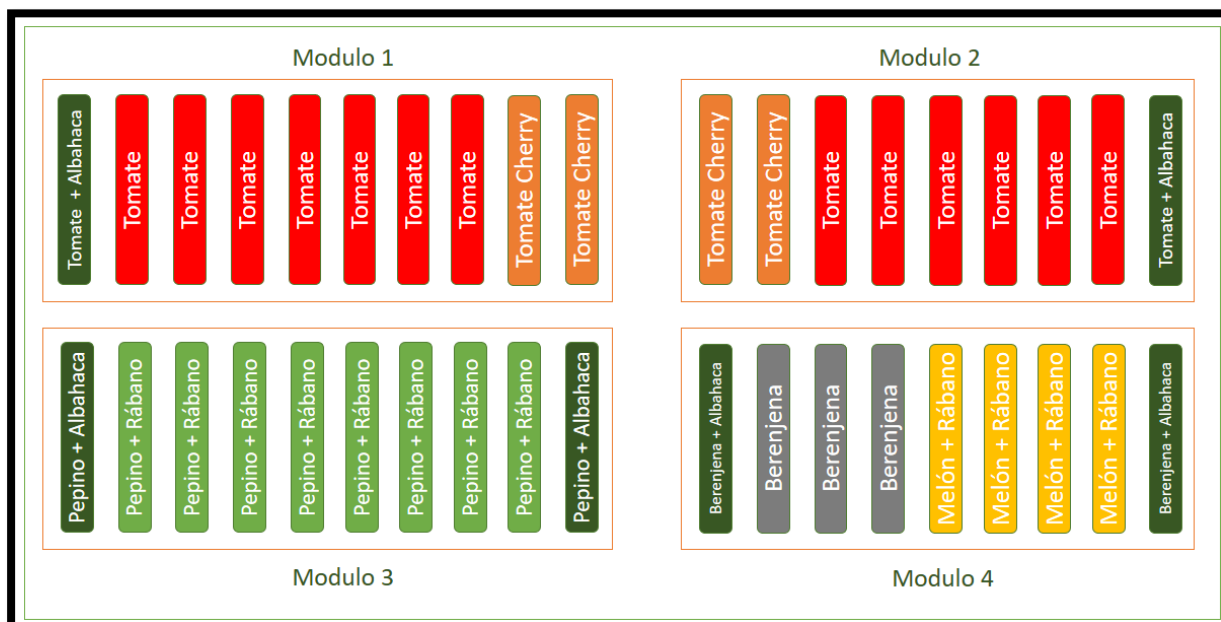 Modulo 1
Tomate + Albahaca
Tomate
Tomate
Tomate
Tomate
Tomate
Tomate
Tomate
Tomate Cherry
Tomate Cherry
Modulo 2
Tomate Cherry
Tomate Cherry
Tomate
Tomate
Tomate
Tomate
Tomate
Tomate
Tomate + Albahaca
Pepino + Albahaca
Pepino + Rábano
Pepino + Rábano
Pepino + Rábano
Pepino + Rábano
Pepino + Rábano
Pepino + Rábano
Pepino + Rábano
Pepino + Rábano
Pepino + Albahaca
Modulo 3
Berenjena + Albahaca
Berenjena
Berenjena
Berenjena
Melón + Rábano
Melón + Rábano
Melón + Rábano
Melón + Rábano
Berenjena + Albahaca
Modulo 4